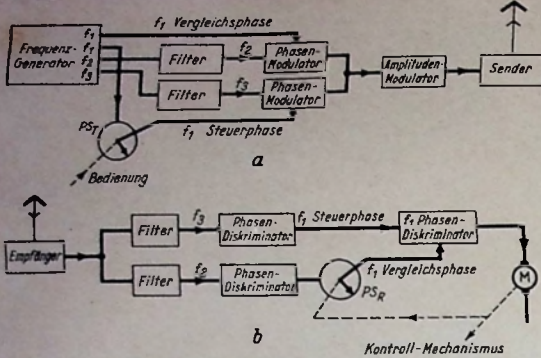 f₁ Vergleichsphase
Frequenz-
Generator
f₁
f₁
f₂
f₃
Filter
f₂
Phasen-
Modulator
Filter
f₃
Phasen-
Modulator
Amplituden-
Modulator
Sender
PS_T
f₁ Steuerphase
Bedienung
a
Empfänger
Filter
f₃
Phasen-
Diskriminator
f₁ Steuerphase
f₁ Phasen-
Diskriminator
Filter
f₂
Phasen-
Diskriminator
PS_R
f₁ Vergleichsphase
M
b
Kontroll-Mechanismus